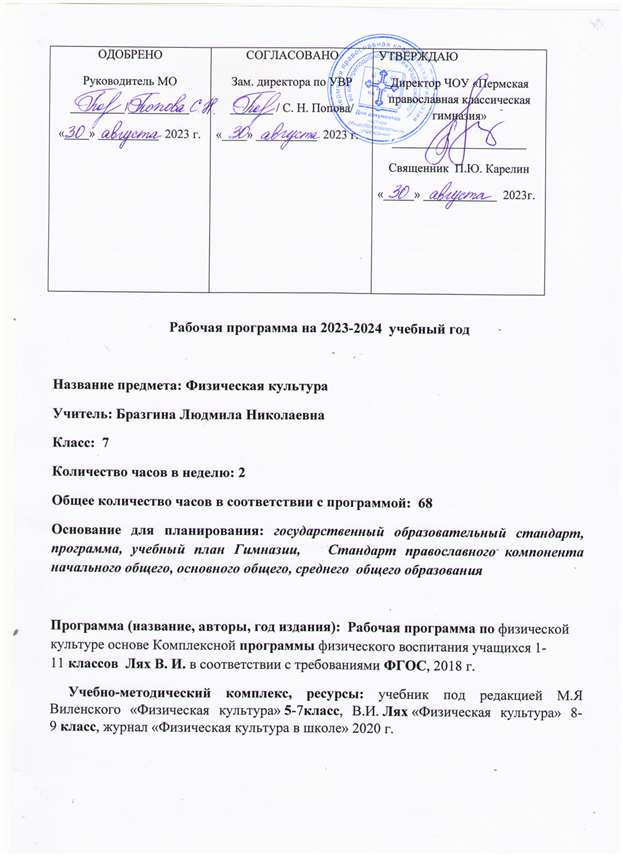 ОДОБРЕНО
Руководитель МО
Попова С.Н.
«30» августа 2023 г.
СОГЛАСОВАНО
Зам. директора по УВР
/ С. Н. Попова/
«30» августа 2023 г.
УТВЕРЖДАЮ
Директор ЧОУ «Пермская
православная классическая
гимназия»
Священник П.Ю. Карелин
«30» августа 2023г.
Для документов
Рабочая программа на 2023-2024 учебный год
Название предмета: Физическая культура
Учитель: Бразгина Людмила Николаевна
Класс: 7
Количество часов в неделю: 2
Общее количество часов в соответствии с программой: 68
Основание для планирования: государственный образовательный стандарт,
программа, учебный план Гимназии, Стандарт православного компонента
начального общего, основного общего, среднего общего образования
Программа (название, авторы, год издания): Рабочая программа по физической
культуре основе Комплексной программы физического воспитания учащихся 1-
11 классов Лях В. И. в соответствии с требованиями ФГОС, 2018 г.
Учебно-методический комплекс, ресурсы: учебник под редакцией М.Я
Виленского «Физическая культура» 5-7класс, В.И. Лях «Физическая культура» 8-
9 класс, журнал «Физическая культура в школе» 2020 г.